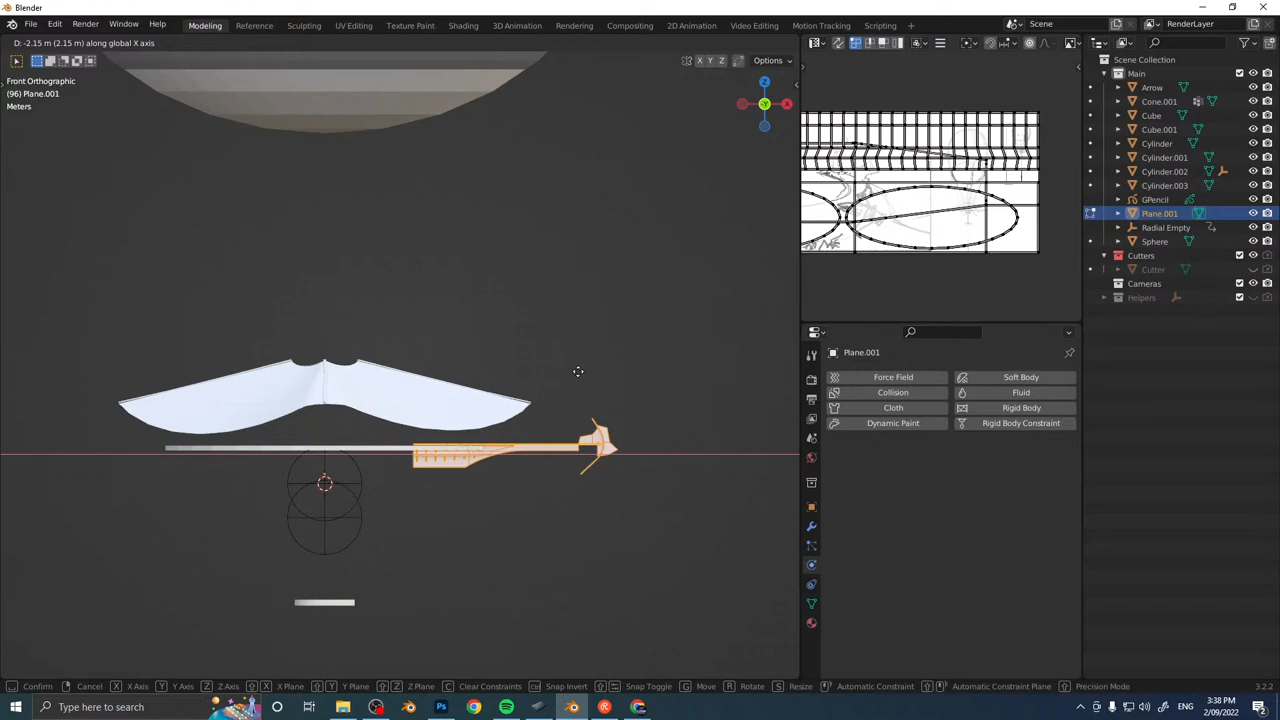 Blender
File Edit Render Window Help Modeling Reference Sculpting UV Editing Texture Paint Shading 3D Animation Rendering Compositing 2D Animation Motion Tracking Video Editing Scripting + Scene RenderLayer
D: -2.15 m (2.15 m) along global X axis
X Y Z Options
Front Orthographic
(96) Plane.001
Meters
Z
-Y
X
Scene Collection
Main
Arrow
Cone.001
Cube
Cube.001
Cylinder
Cylinder.001
Cylinder.002
Cylinder.003
GPencil
Plane.001
Radial Empty
Sphere
Cutters
Cutter
Cameras
Helpers
Plane.001
Force Field Soft Body
Collision Fluid
Cloth Rigid Body
Dynamic Paint Rigid Body Constraint
Confirm Cancel X X Axis Y Y Axis Z Z Axis X X Plane Y Y Plane Z Z Plane C Clear Constraints Ctrl Snap Invert Snap Toggle G Move R Rotate S Resize Automatic Constraint Automatic Constraint Plane Precision Mode 3.2.2
Type here to search
3:38 PM
2/09/2022